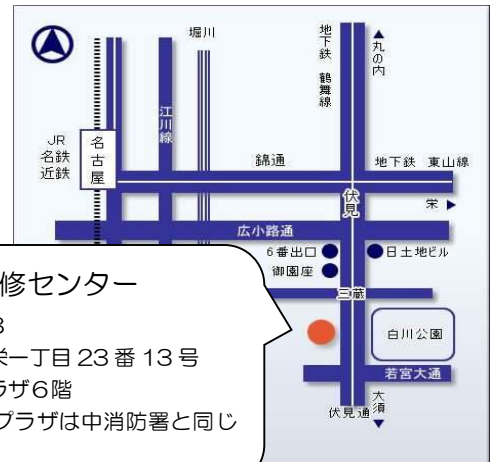 堀川
地下鉄 鶴舞線
▲丸の内
江川線
JR
名鉄
近鉄
名古屋
錦通
地下鉄 東山線
伏見
栄 ▶
広小路通
6番出口
日土地ビル
御園座
三蔵
修センター
栄一丁目 23 番 13 号
ラザ6階
プラザは中消防署と同じ
白川公園
若宮大通
伏見通
大須▼